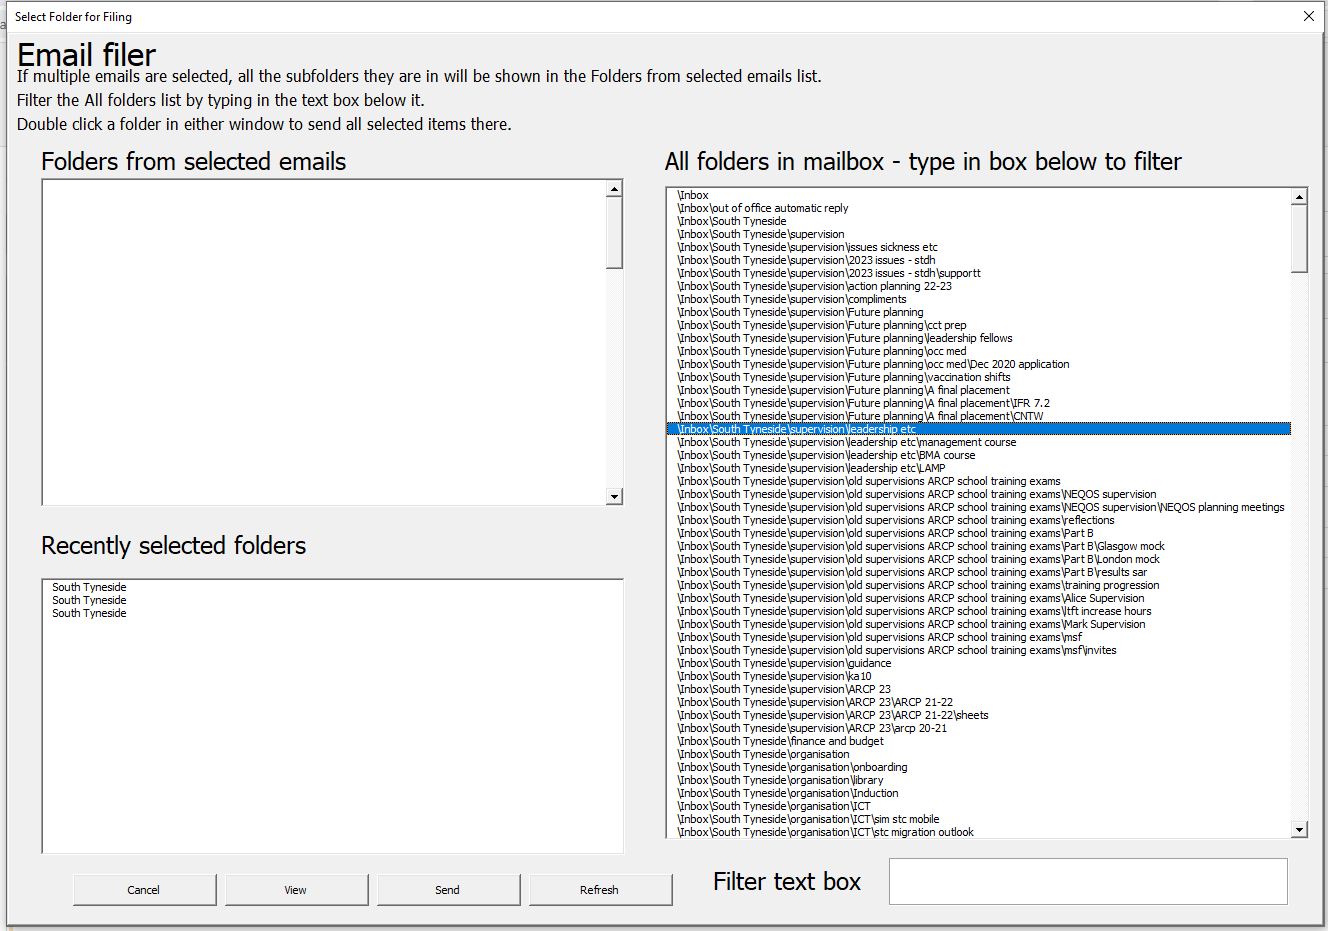 Select Folder for Filing
Email filer
If multiple emails are selected, all the subfolders they are in will be shown in the Folders from selected emails list.
Filter the All folders list by typing in the text box below it.
Double click a folder in either window to send all selected items there.
Folders from selected emails
Recently selected folders
South Tyneside
South Tyneside
South Tyneside
Cancel
View
Send
Refresh
All folders in mailbox - type in box below to filter
\Inbox
\Inbox\out of office automatic reply
\Inbox\South Tyneside
\Inbox\South Tyneside\supervision
\Inbox\South Tyneside\supervision\issues sickness etc
\Inbox\South Tyneside\supervision\2023 issues - stdh
\Inbox\South Tyneside\supervision\2023 issues - stdh\supportt
\Inbox\South Tyneside\supervision\action planning 22-23
\Inbox\South Tyneside\supervision\compliments
\Inbox\South Tyneside\supervision\Future planning
\Inbox\South Tyneside\supervision\Future planning\cct prep
\Inbox\South Tyneside\supervision\Future planning\leadership fellows
\Inbox\South Tyneside\supervision\Future planning\occ med
\Inbox\South Tyneside\supervision\Future planning\occ med\Dec 2020 application
\Inbox\South Tyneside\supervision\Future planning\vaccination shifts
\Inbox\South Tyneside\supervision\Future planning\A final placement
\Inbox\South Tyneside\supervision\Future planning\A final placement\IFR 7.2
\Inbox\South Tyneside\supervision\Future planning\A final placement\CNTW
\Inbox\South Tyneside\supervision\leadership etc
\Inbox\South Tyneside\supervision\leadership etc\management course
\Inbox\South Tyneside\supervision\leadership etc\BMA course
\Inbox\South Tyneside\supervision\leadership etc\LAMP
\Inbox\South Tyneside\supervision\old supervisions ARCP school training exams
\Inbox\South Tyneside\supervision\old supervisions ARCP school training exams\NEQOS supervision
\Inbox\South Tyneside\supervision\old supervisions ARCP school training exams\NEQOS supervision\NEQOS planning meetings
\Inbox\South Tyneside\supervision\old supervisions ARCP school training exams\reflections
\Inbox\South Tyneside\supervision\old supervisions ARCP school training exams\Part B
\Inbox\South Tyneside\supervision\old supervisions ARCP school training exams\Part B\Glasgow mock
\Inbox\South Tyneside\supervision\old supervisions ARCP school training exams\Part B\London mock
\Inbox\South Tyneside\supervision\old supervisions ARCP school training exams\Part B\results sar
\Inbox\South Tyneside\supervision\old supervisions ARCP school training exams\training progression
\Inbox\South Tyneside\supervision\old supervisions ARCP school training exams\Alice Supervision
\Inbox\South Tyneside\supervision\old supervisions ARCP school training exams\ltft increase hours
\Inbox\South Tyneside\supervision\old supervisions ARCP school training exams\Mark Supervision
\Inbox\South Tyneside\supervision\old supervisions ARCP school training exams\msf
\Inbox\South Tyneside\supervision\old supervisions ARCP school training exams\msf\invites
\Inbox\South Tyneside\supervision\guidance
\Inbox\South Tyneside\supervision\ka10
\Inbox\South Tyneside\supervision\ARCP 23
\Inbox\South Tyneside\supervision\ARCP 23\ARCP 21-22
\Inbox\South Tyneside\supervision\ARCP 23\ARCP 21-22\sheets
\Inbox\South Tyneside\supervision\ARCP 23\arcp 20-21
\Inbox\South Tyneside\finance and budget
\Inbox\South Tyneside\organisation
\Inbox\South Tyneside\organisation\onboarding
\Inbox\South Tyneside\organisation\library
\Inbox\South Tyneside\organisation\Induction
\Inbox\South Tyneside\organisation\ICT
\Inbox\South Tyneside\organisation\ICT\sim stc mobile
\Inbox\South Tyneside\organisation\ICT\stc migration outlook
Filter text box